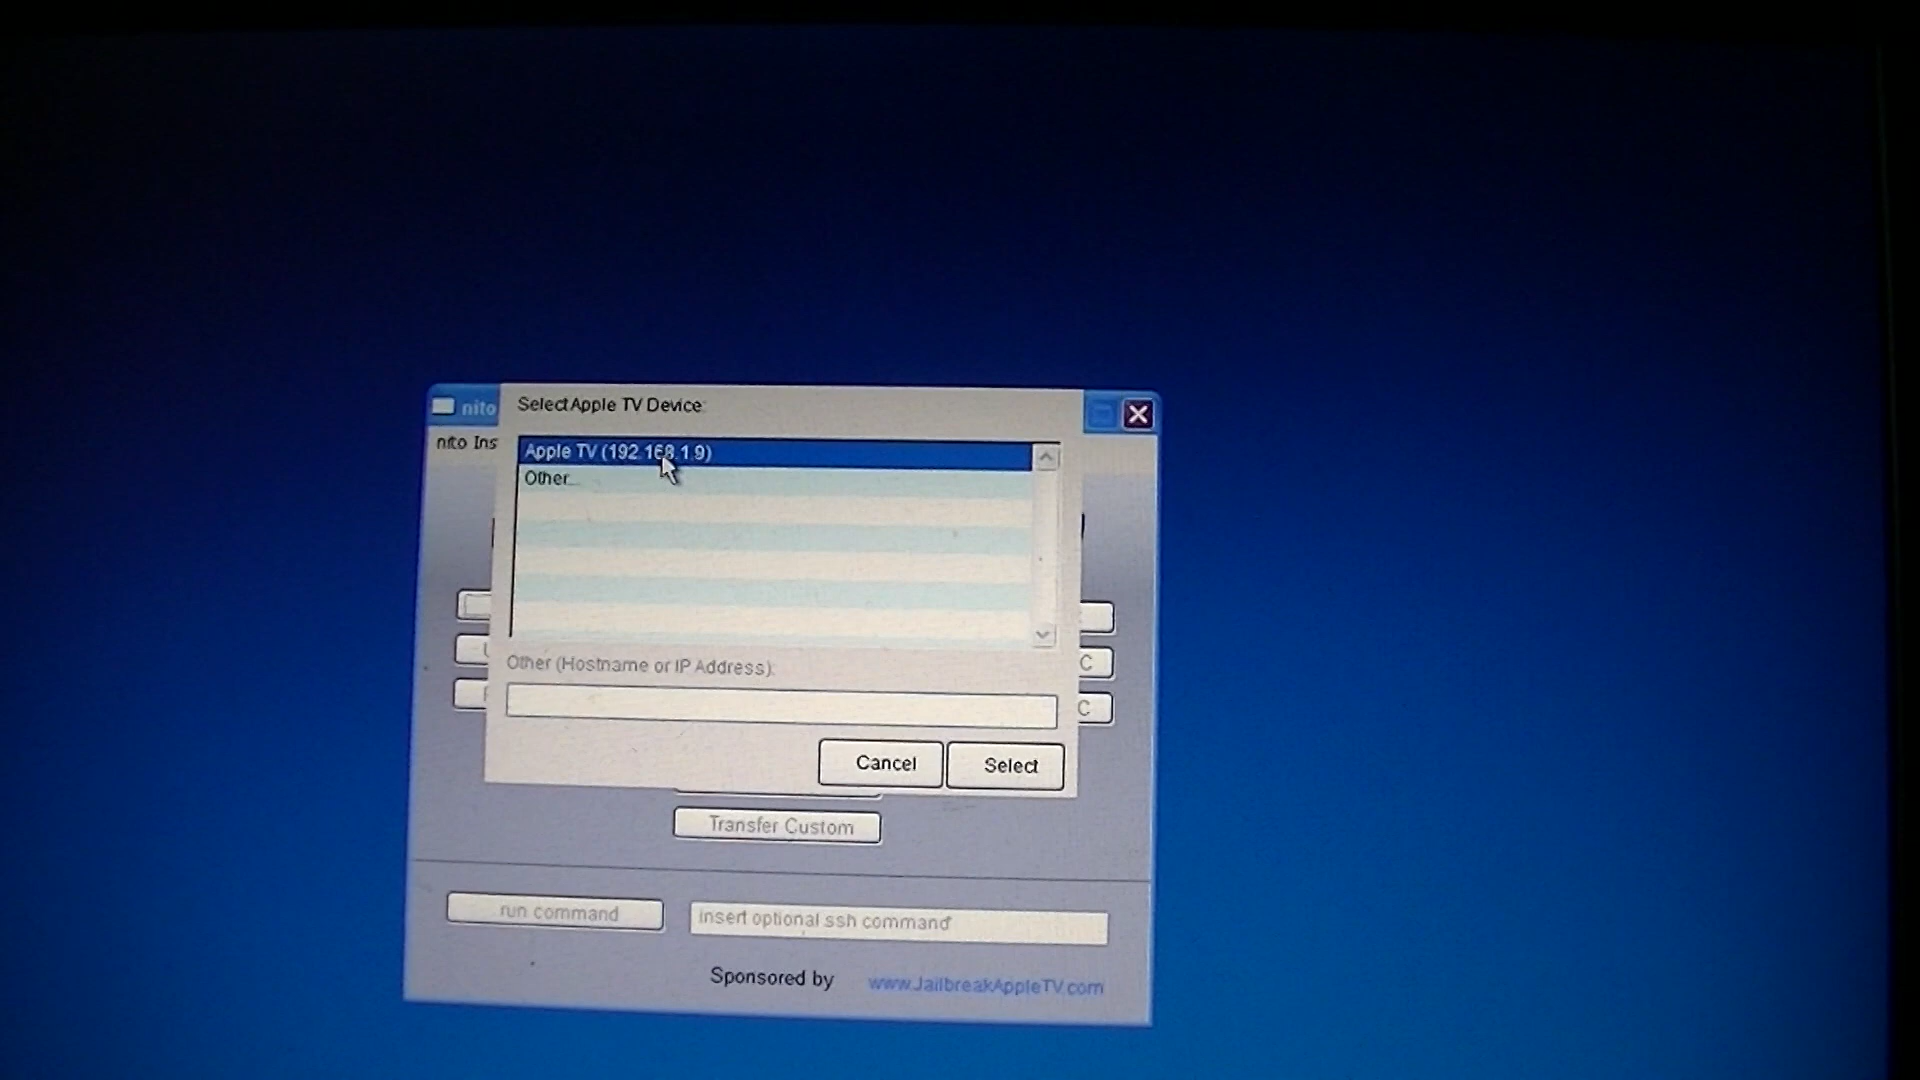 nito
Select Apple TV Device:
nito Ins
Apple TV (192.168.1.9)
Other...
Other (Hostname or IP Address):
C
C
Cancel
Select
Transfer Custom
run command
insert optional ssh command
Sponsored by
www.JailbreakAppleTV.com